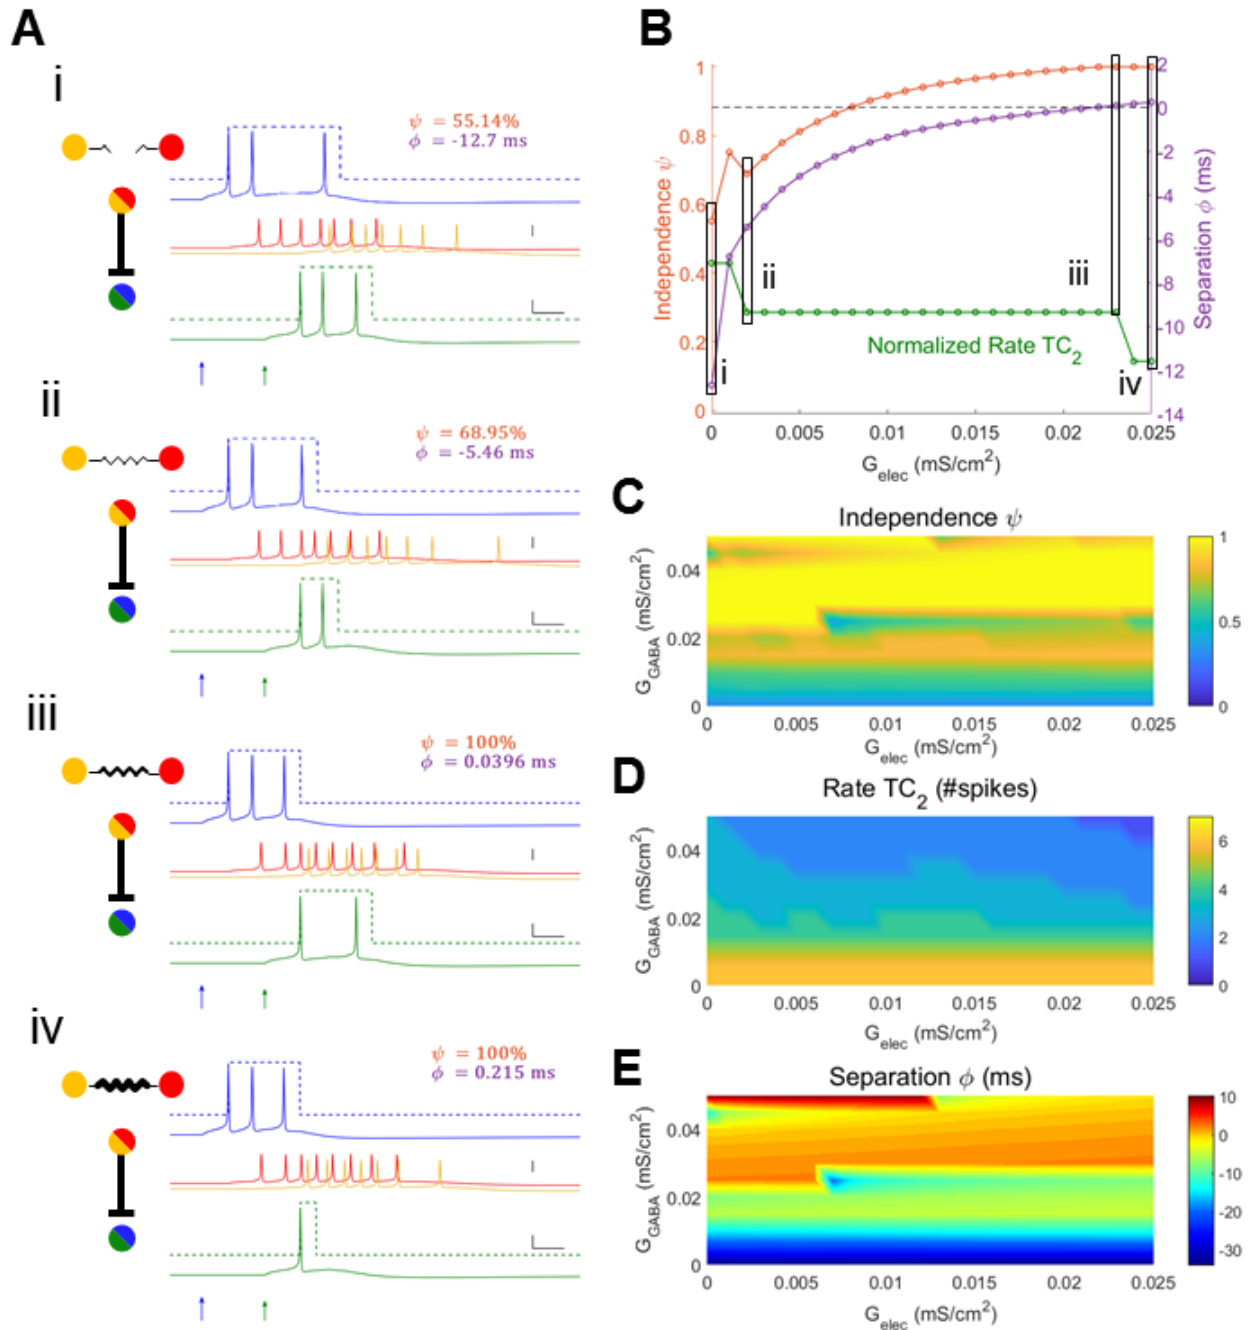 A
i
ψ = 55.14%
ϕ = -12.7 ms
ii
ψ = 68.95%
ϕ = -5.46 ms
iii
ψ = 100%
ϕ = 0.0396 ms
iv
ψ = 100%
ϕ = 0.215 ms
B
1
0.8
0.6
0.4
0.2
0
Independence ψ
2
0
-2
-4
-6
-8
-10
-12
-14
Separation ϕ (ms)
i
ii
iii
iv
Normalized Rate TC2
0 0.005 0.01 0.015 0.02 0.025
Gelec (mS/cm²)
C
Independence ψ
0.04
0.02
0
GGABA (mS/cm²)
0 0.005 0.01 0.015 0.02 0.025
Gelec (mS/cm²)
1
0.5
0
D
Rate TC2 (#spikes)
0.04
0.02
0
GGABA (mS/cm²)
0 0.005 0.01 0.015 0.02 0.025
Gelec (mS/cm²)
6
4
2
0
E
Separation ϕ (ms)
0.04
0.02
0
GGABA (mS/cm²)
0 0.005 0.01 0.015 0.02 0.025
Gelec (mS/cm²)
10
0
-10
-20
-30